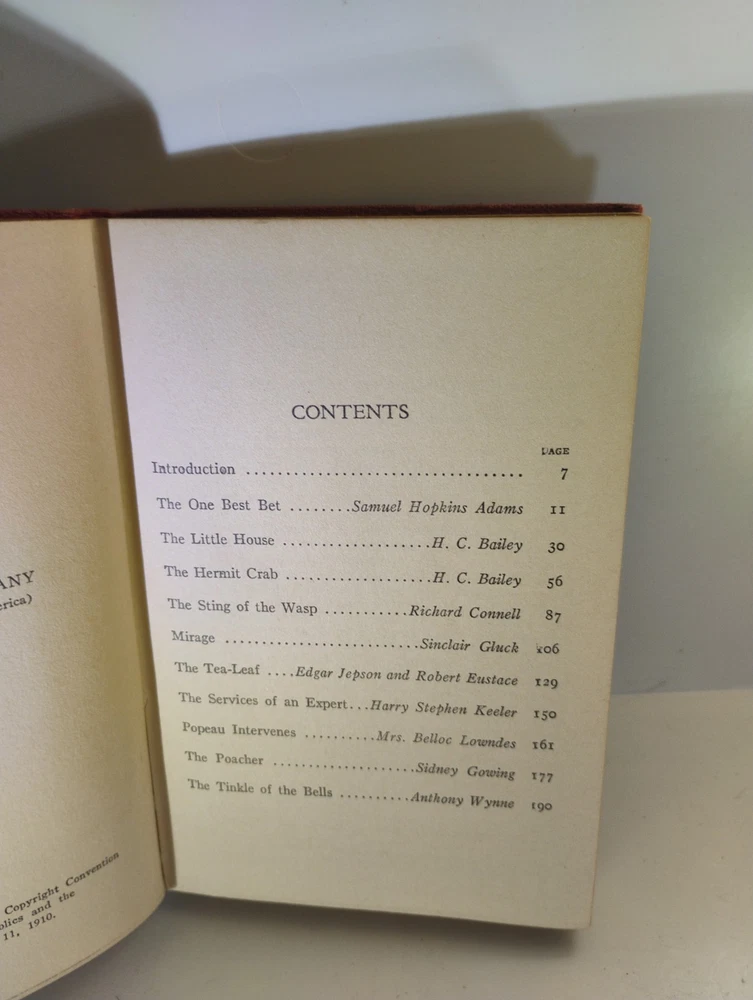 ANY
erica)
Copyright Convention
blics and the
11, 1910.
CONTENTS
PAGE
Introduction .................................. 7
The One Best Bet ........Samuel Hopkins Adams 11
The Little House ...................H. C. Bailey 30
The Hermit Crab ...................H. C. Bailey 56
The Sting of the Wasp ...........Richard Connell 87
Mirage .........................Sinclair Gluck 106
The Tea-Leaf ....Edgar Jepson and Robert Eustace 129
The Services of an Expert...Harry Stephen Keeler 150
Popeau Intervenes ..........Mrs. Belloc Lowndes 161
The Poacher ....................Sidney Gowing 177
The Tinkle of the Bells ..........Anthony Wynne 190